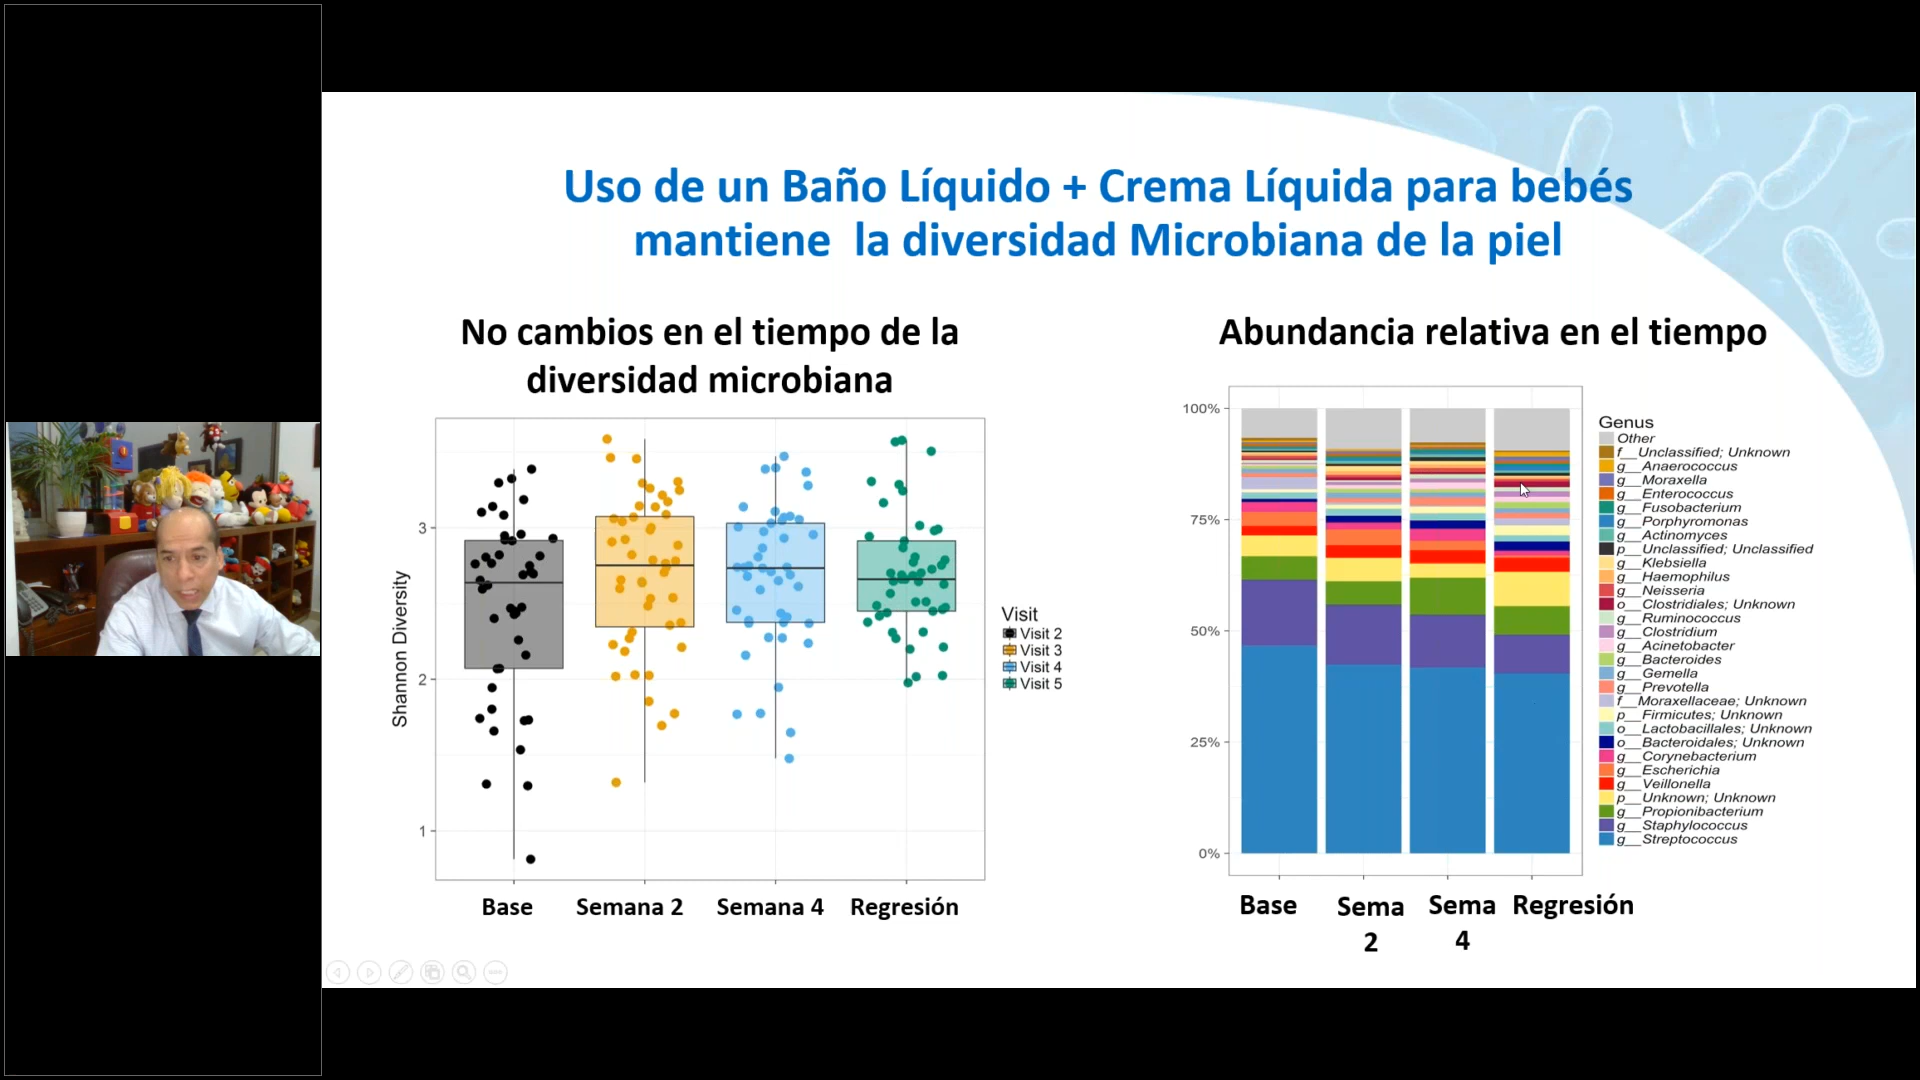 Uso de un Baño Líquido + Crema Líquida para bebés
mantiene la diversidad Microbiana de la piel
No cambios en el tiempo de la
diversidad microbiana
Shannon Diversity
3
2
1
Base
Semana 2
Semana 4
Regresión
Visit
Visit 2
Visit 3
Visit 4
Visit 5
Abundancia relativa en el tiempo
100%
75%
50%
25%
0%
Base
Sema
2
Sema
4
Regresión
Genus
Other
f__Unclassified; Unknown
g__Anaerococcus
g__Moraxella
g__Enterococcus
g__Fusobacterium
g__Porphyromonas
g__Actinomyces
p__Unclassified; Unclassified
g__Klebsiella
g__Haemophilus
g__Neisseria
o__Clostridiales; Unknown
g__Ruminococcus
g__Clostridium
g__Acinetobacter
g__Bacteroides
g__Gemella
g__Prevotella
f__Moraxellaceae; Unknown
p__Firmicutes; Unknown
o__Lactobacillales; Unknown
o__Bacteroidales; Unknown
g__Corynebacterium
g__Escherichia
g__Veillonella
p__Unknown; Unknown
g__Propionibacterium
g__Staphylococcus
g__Streptococcus